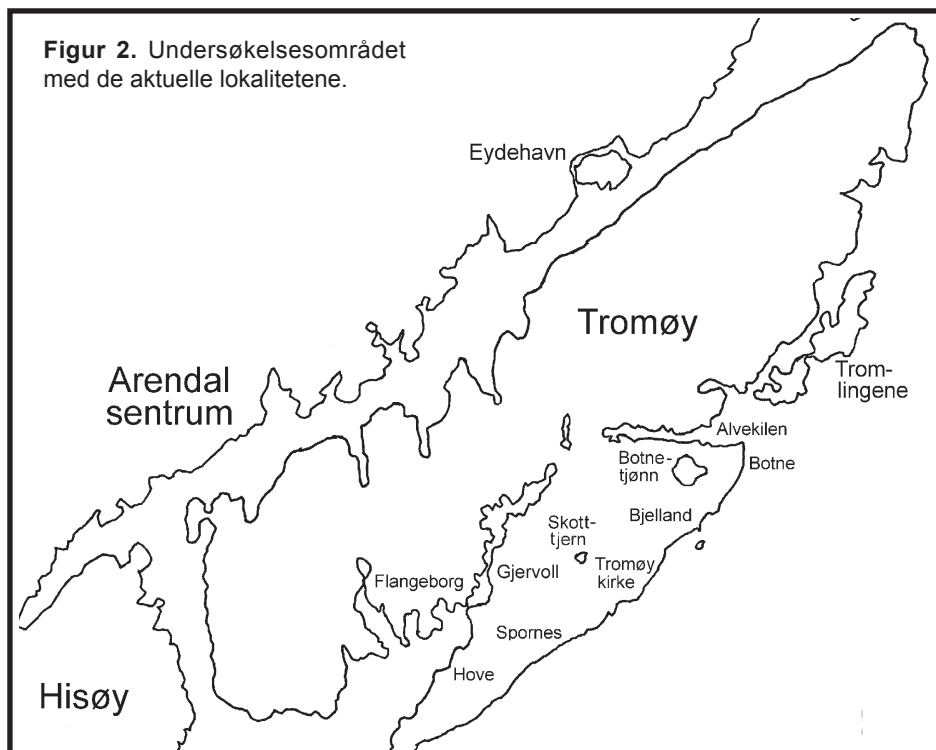 Figur 2. Undersøkelsesområdet
med de aktuelle lokalitetene.
Eydehavn
Tromøy
Arendal
sentrum
Trom-
lingene
Alvekilen
Botne-
tjønn
Botne
Bjelland
Skott-
tjern
Tromøy
kirke
Gjervoll
Flangeborg
Spornes
Hove
Hisøy